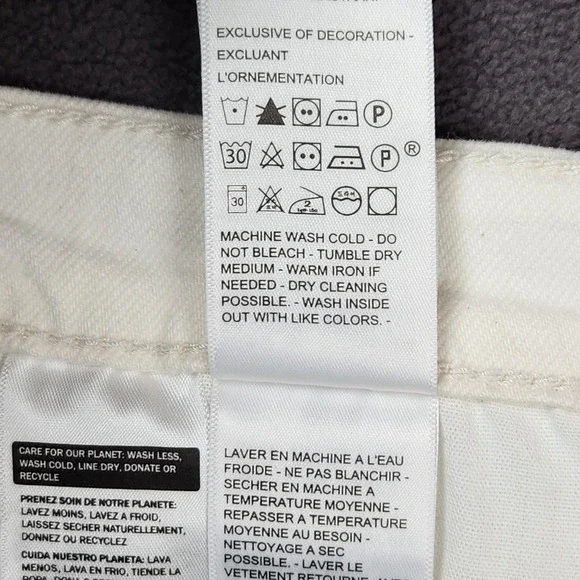 EXCLUSIVE OF DECORATION -
EXCLUANT
L'ORNEMENTATION
P
30
P ®
30
2
MACHINE WASH COLD - DO
NOT BLEACH - TUMBLE DRY
MEDIUM - WARM IRON IF
NEEDED - DRY CLEANING
POSSIBLE. - WASH INSIDE
OUT WITH LIKE COLORS. -
CARE FOR OUR PLANET: WASH LESS,
WASH COLD, LINE DRY, DONATE OR
RECYCLE
PRENEZ SOIN DE NOTRE PLANETE:
LAVEZ MOINS, LAVEZ A FROID,
LAISSEZ SECHER NATURELLEMENT,
DONNEZ OU RECYCLEZ
CUIDA NUESTRO PLANETA: LAVA
MENOS, LAVA EN FRIO, TIENDE LA
LAVER EN MACHINE A L'EAU
FROIDE - NE PAS BLANCHIR -
SECHER EN MACHINE A
TEMPERATURE MOYENNE -
REPASSER A TEMPERATURE
MOYENNE AU BESOIN -
NETTOYAGE A SEC
POSSIBLE. - LAVER LE
VETEMENT RETOURNE AVEC